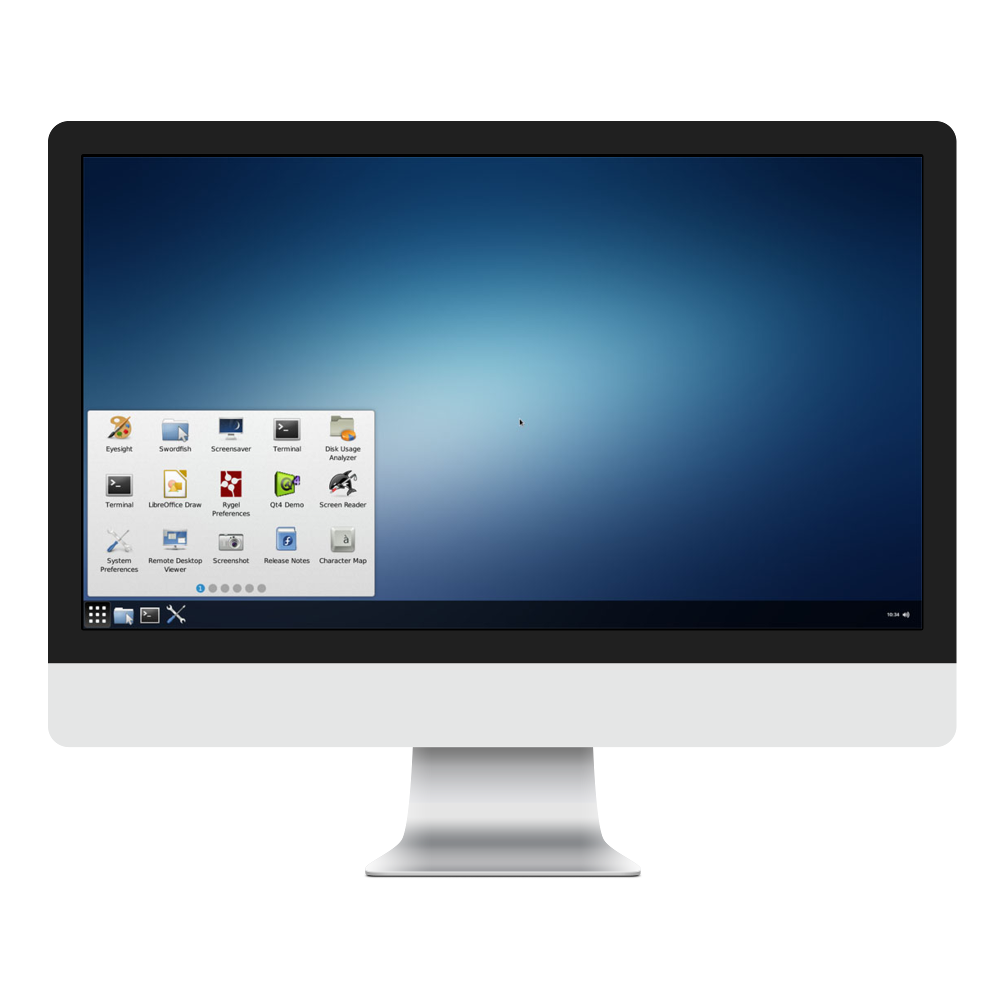 Eyesight Swordfish Screensaver Terminal Disk Usage
Analyzer
Terminal LibreOffice Draw Rygel Qt4 Demo Screen Reader
Preferences
System Remote Desktop Screenshot Release Notes Character Map
Preferences Viewer
1
10:34